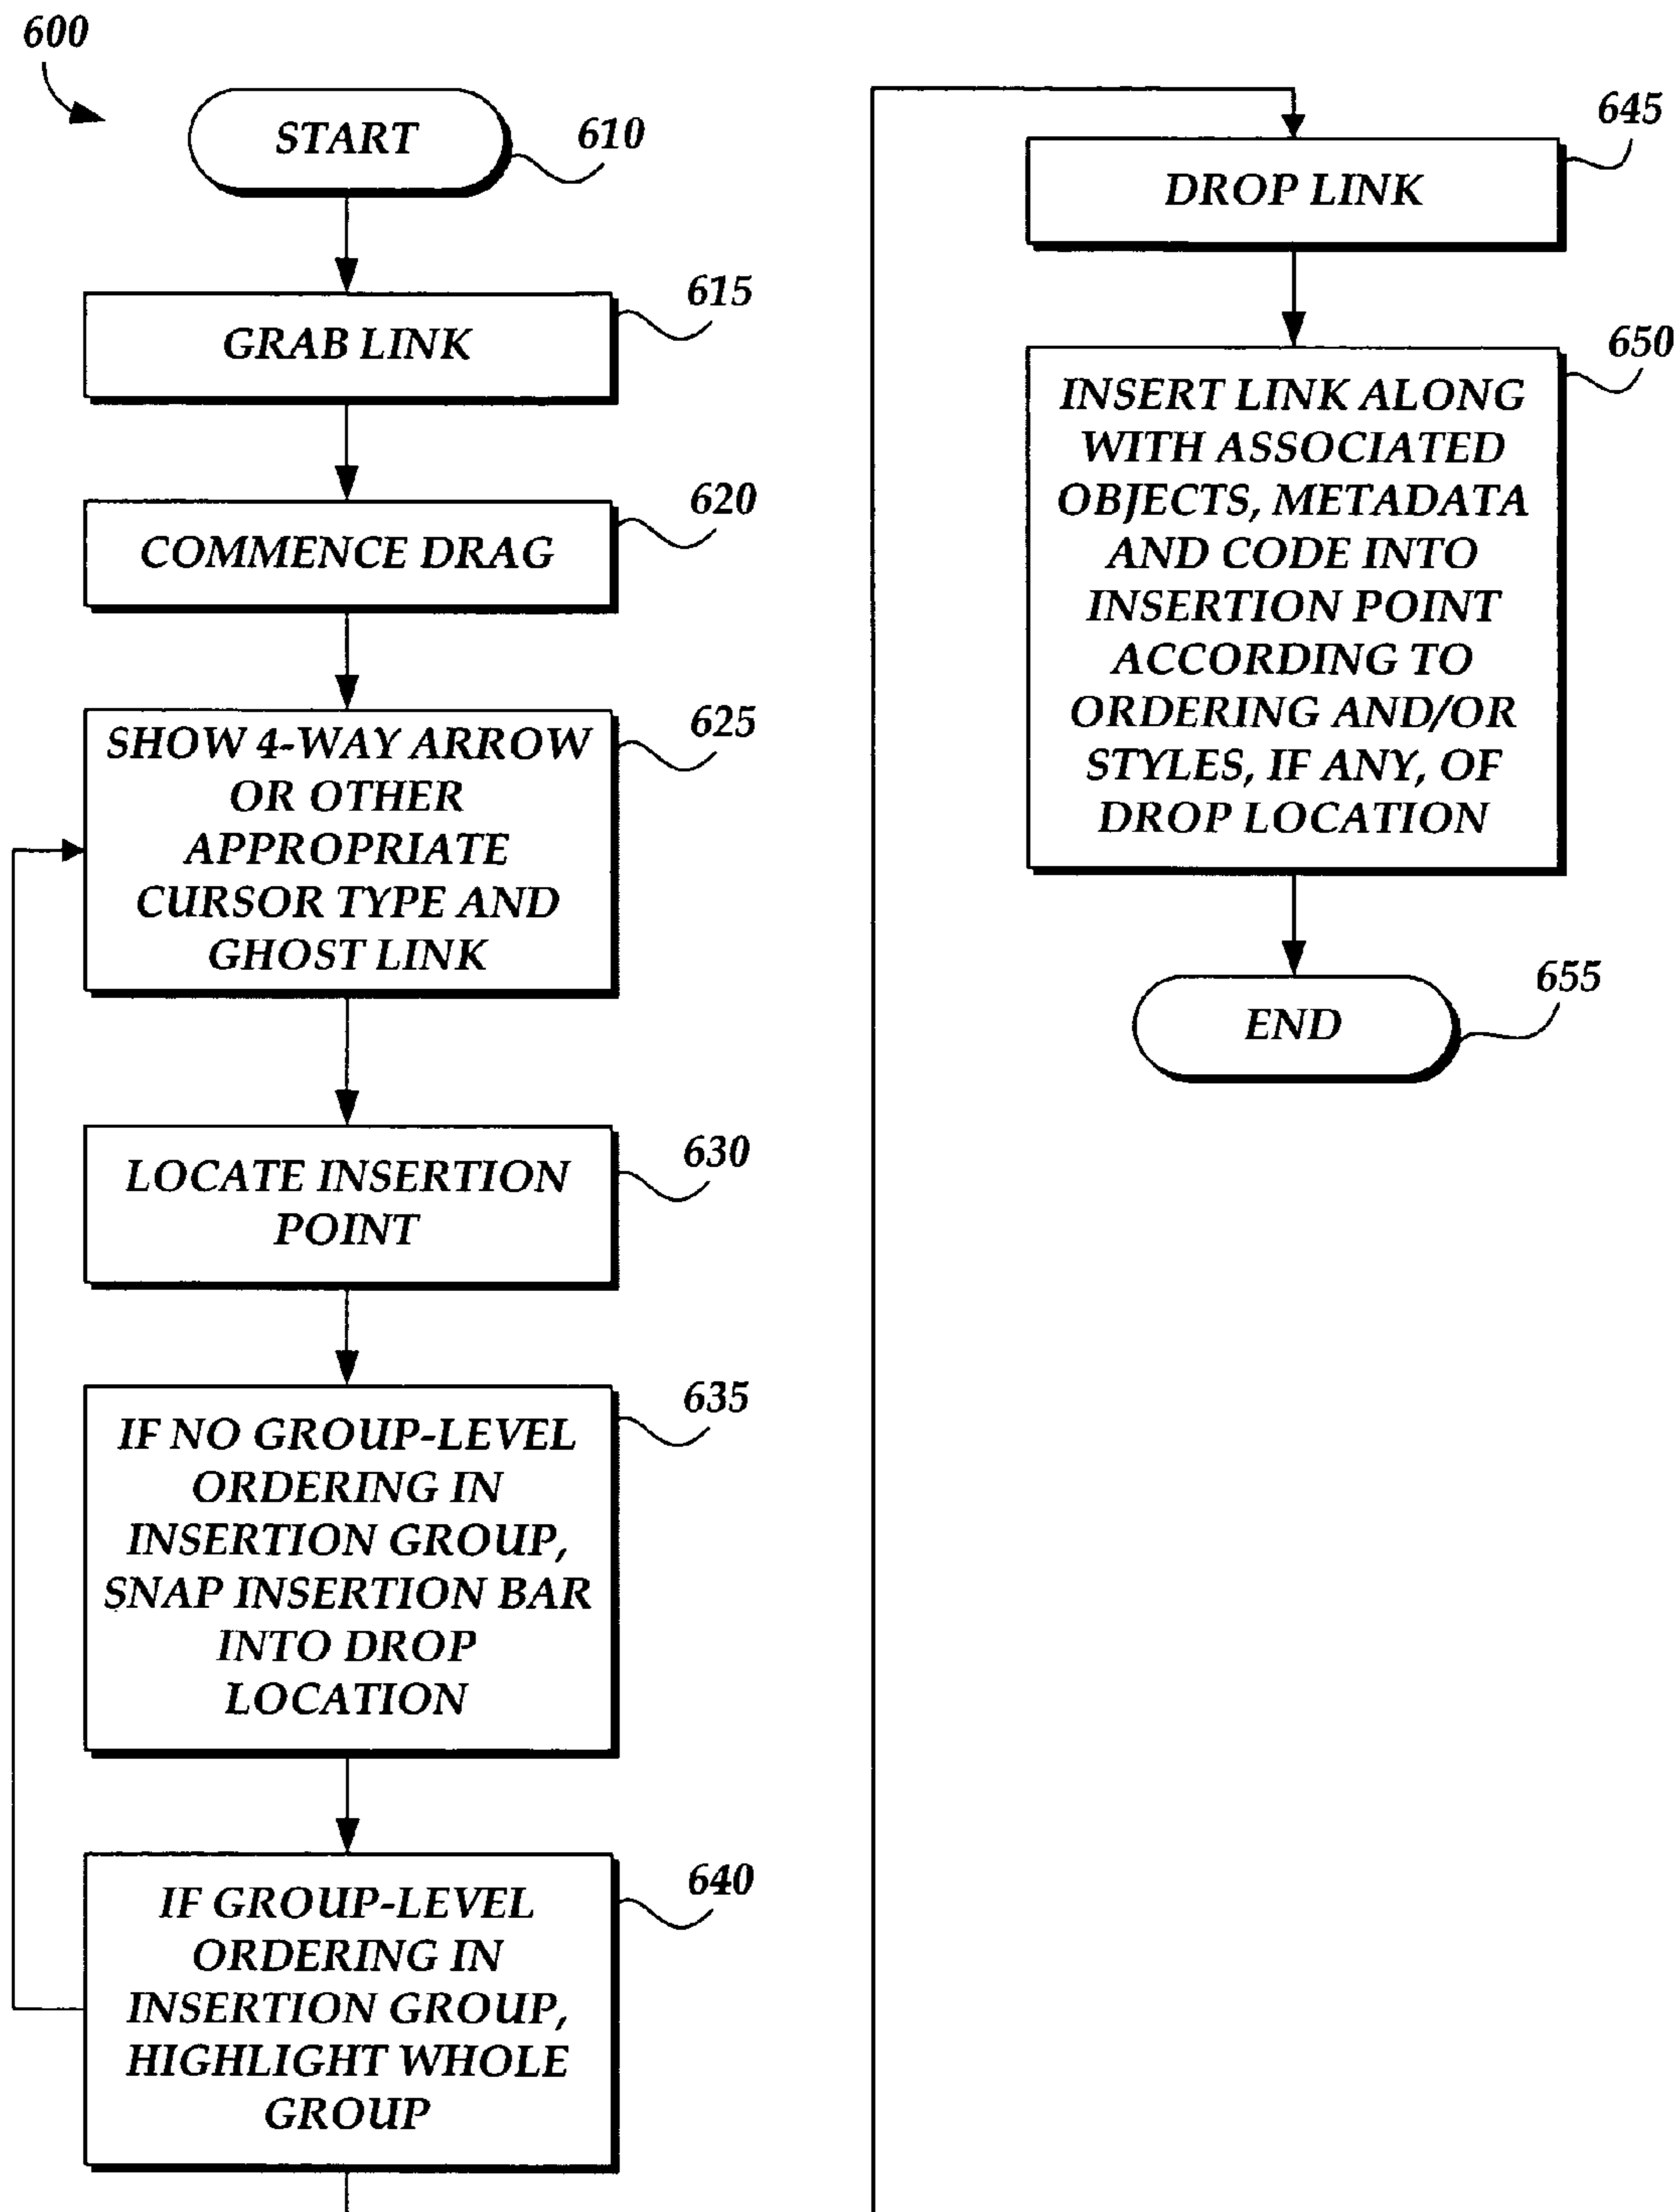 600
START
610
GRAB LINK
615
COMMENCE DRAG
620
SHOW 4-WAY ARROW
OR OTHER
APPROPRIATE
CURSOR TYPE AND
GHOST LINK
625
LOCATE INSERTION
POINT
630
IF NO GROUP-LEVEL
ORDERING IN
INSERTION GROUP,
SNAP INSERTION BAR
INTO DROP
LOCATION
635
IF GROUP-LEVEL
ORDERING IN
INSERTION GROUP,
HIGHLIGHT WHOLE
GROUP
640
DROP LINK
645
INSERT LINK ALONG
WITH ASSOCIATED
OBJECTS, METADATA
AND CODE INTO
INSERTION POINT
ACCORDING TO
ORDERING AND/OR
STYLES, IF ANY, OF
DROP LOCATION
650
END
655